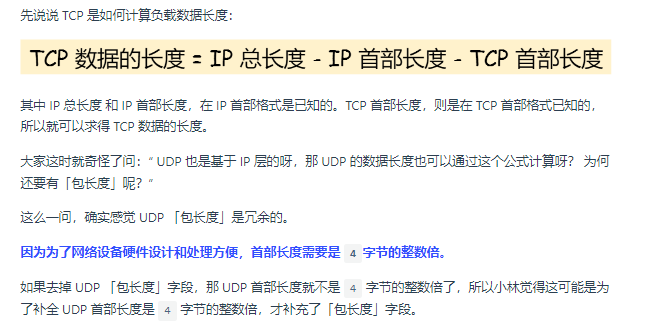 先说说 TCP 是如何计算负载数据长度：
TCP 数据的长度 = IP 总长度 - IP 首部长度 - TCP 首部长度
其中 IP 总长度 和 IP 首部长度，在 IP 首部格式是已知的。TCP 首部长度，则是在 TCP 首部格式已知的，
所以就可以求得 TCP 数据的长度。
大家这时就奇怪了问：“ UDP 也是基于 IP 层的呀，那 UDP 的数据长度也可以通过这个公式计算呀？ 为何
还要有「包长度」呢？”
这么一问，确实感觉 UDP 「包长度」是冗余的。
因为为了网络设备硬件设计和处理方便，首部长度需要是 4 字节的整数倍。
如果去掉 UDP 「包长度」字段，那 UDP 首部长度就不是 4 字节的整数倍了，所以小林觉得这可能是为
了补全 UDP 首部长度是 4 字节的整数倍，才补充了「包长度」字段。